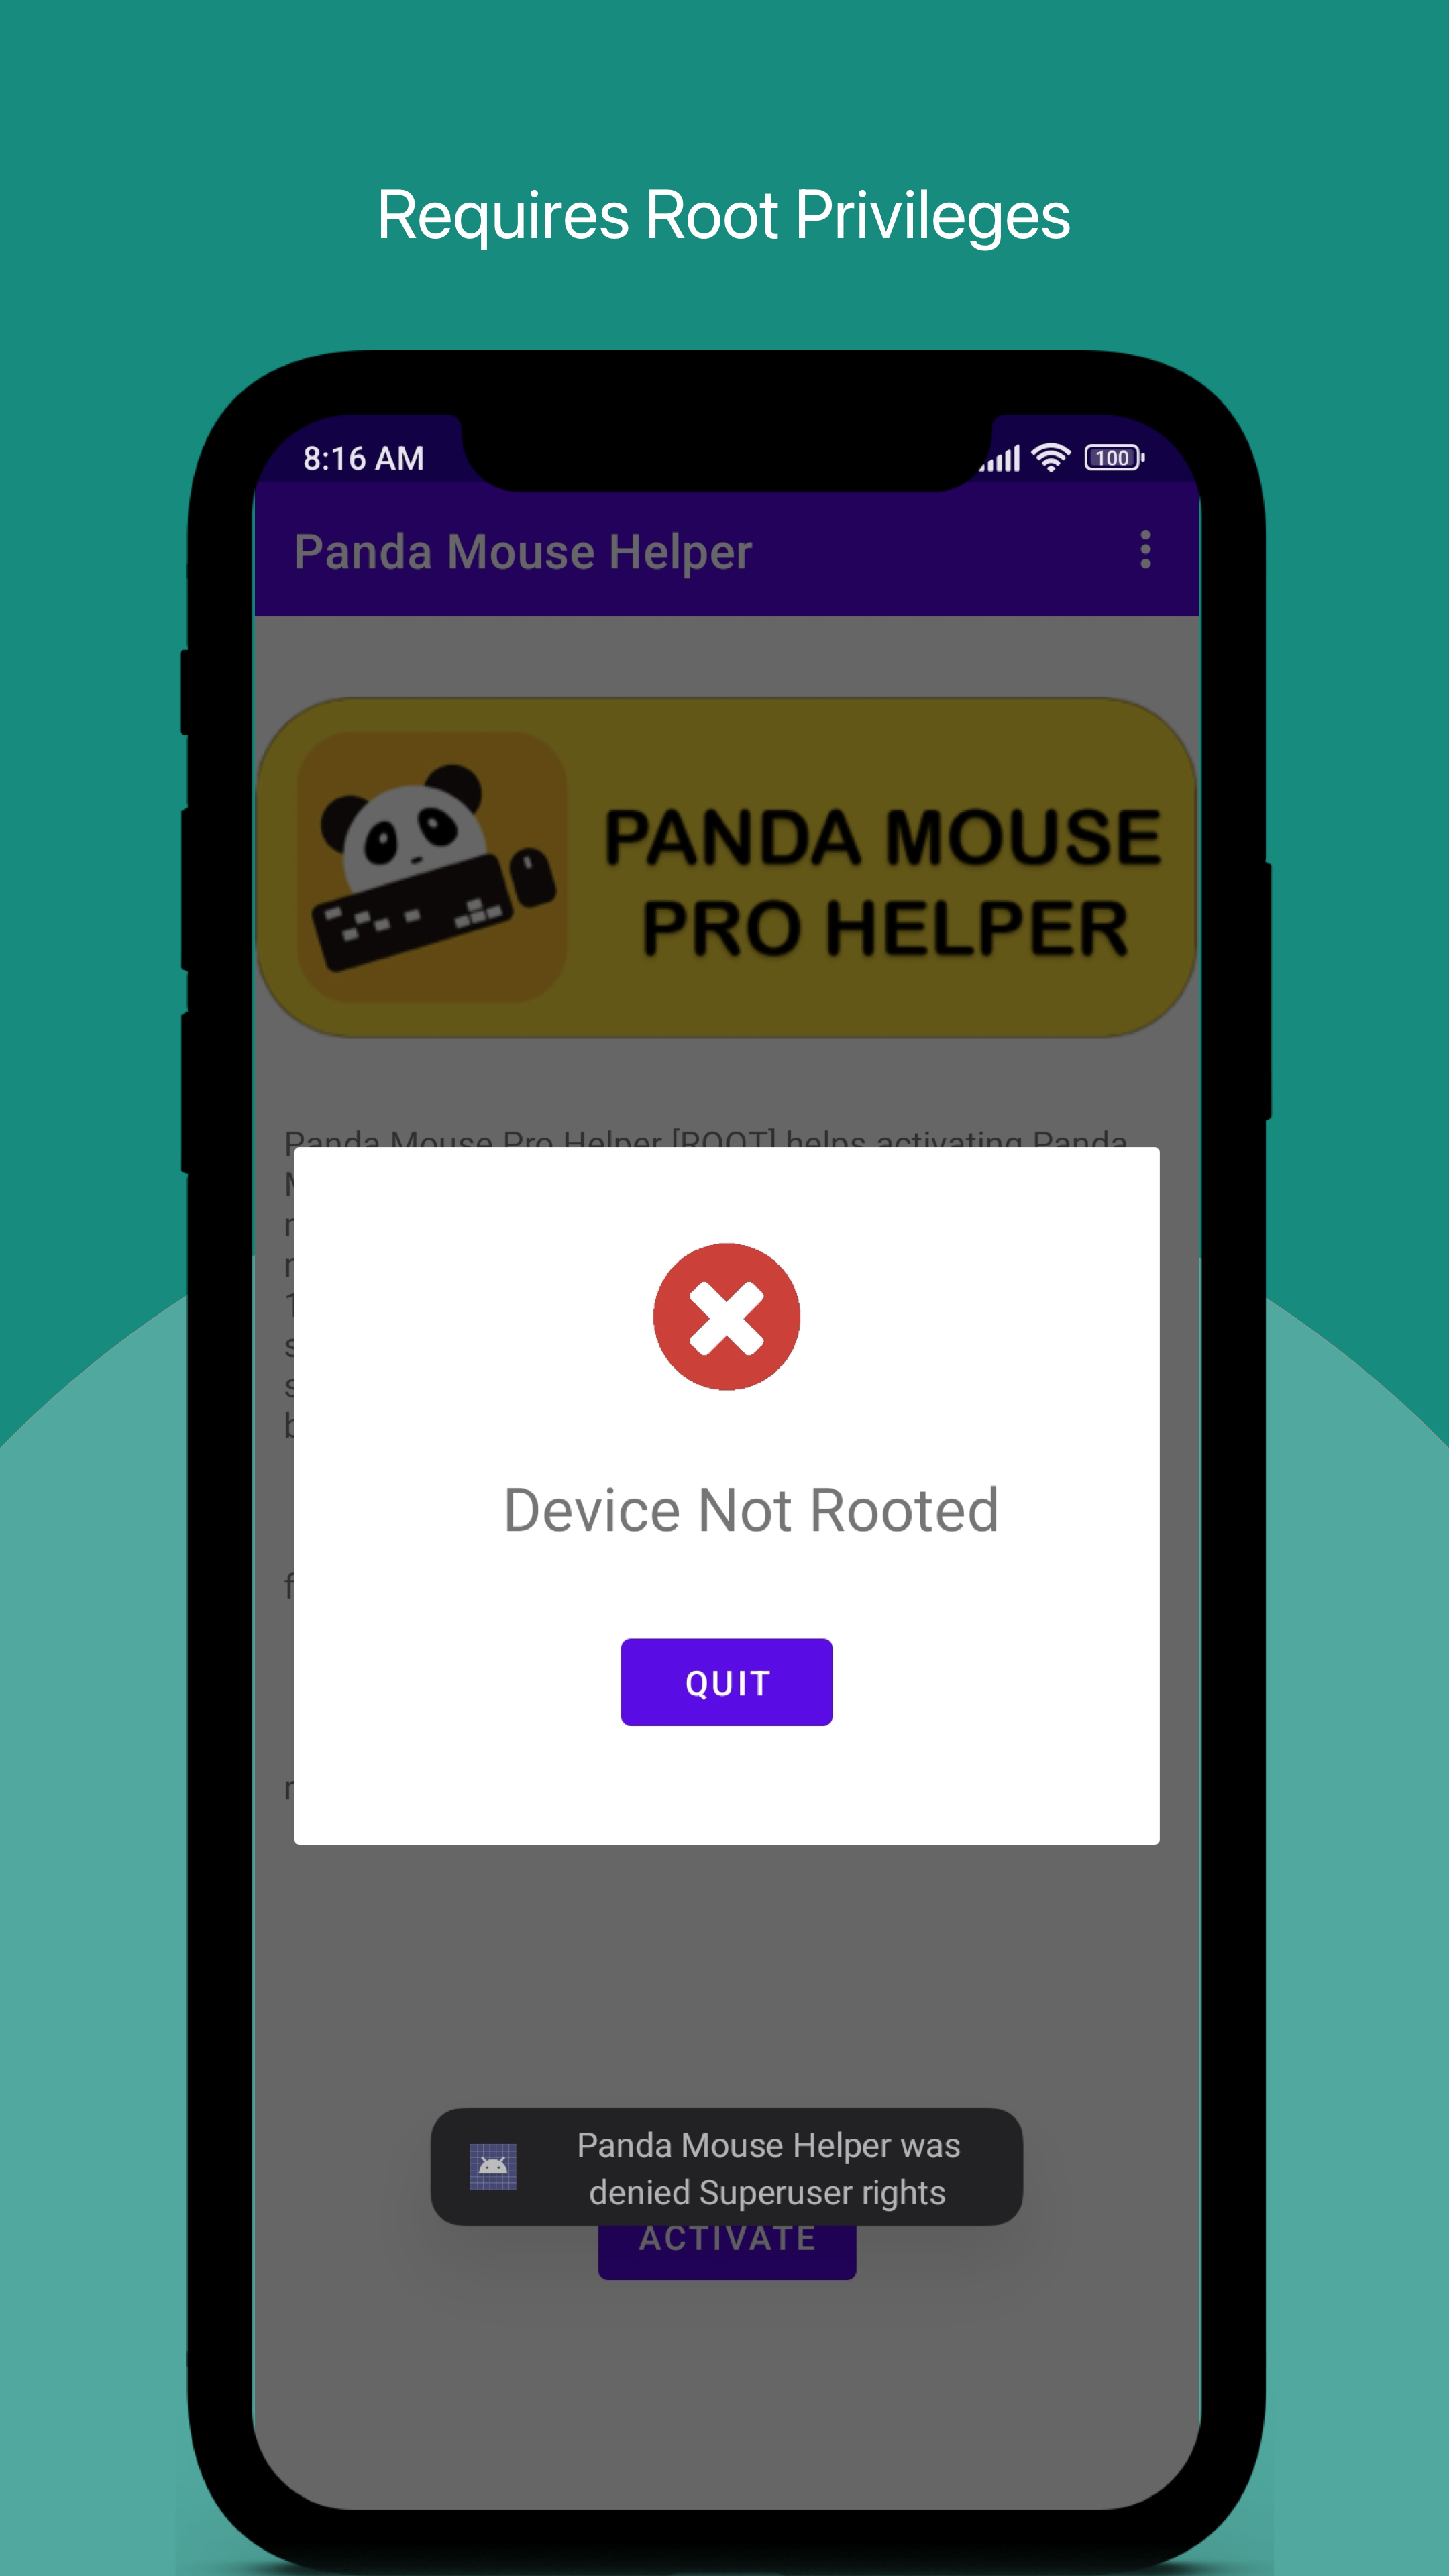 Requires Root Privileges
8:16 AM
100
Panda Mouse Helper
PANDA MOUSE
PRO HELPER
Panda Mouse Pro Helper [ROOT] helps activating Panda
Device Not Rooted
QUIT
Panda Mouse Helper was
denied Superuser rights
ACTIVATE